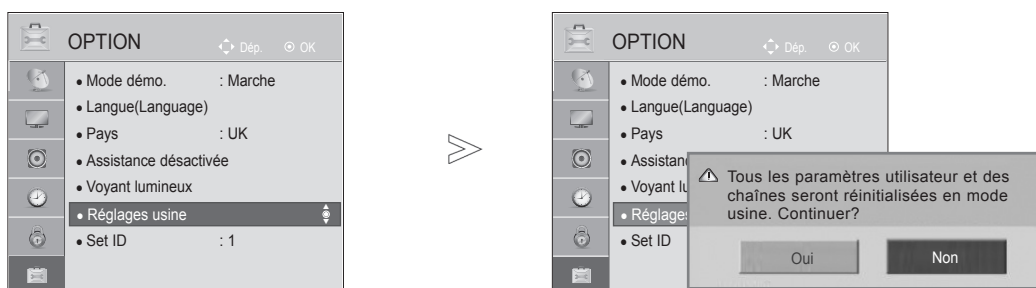 OPTION
Dép. OK
• Mode démo. : Marche
• Langue(Language)
• Pays : UK
• Assistance désactivée
• Voyant lumineux
• Réglages usine
• Set ID : 1
OPTION
Dép. OK
• Mode démo. : Marche
• Langue(Language)
• Pays : UK
• Assistan
• Voyant lu
• Réglages
• Set ID
Tous les paramètres utilisateur et des
chaînes seront réinitialisées en mode
usine. Continuer?
Oui
Non